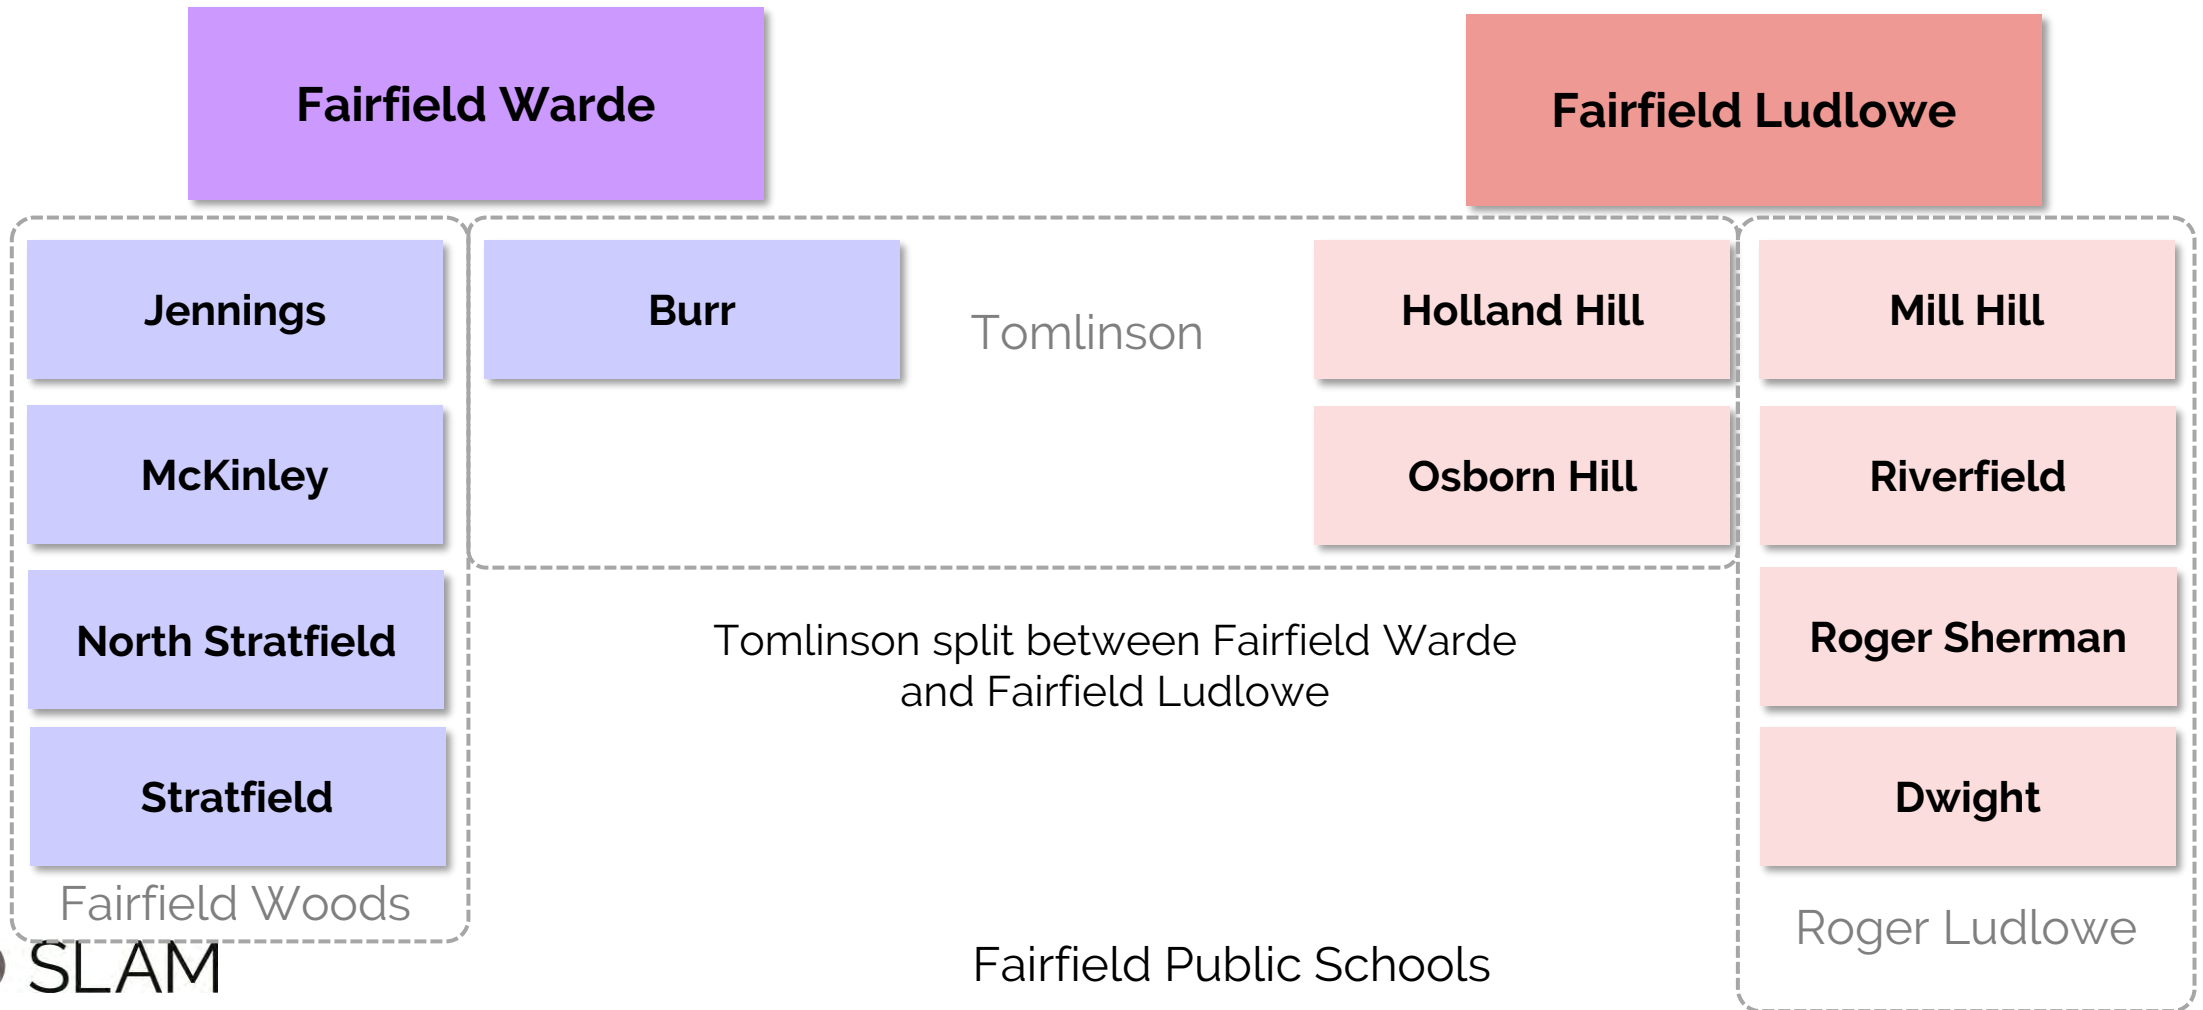 Fairfield Warde
Fairfield Ludlowe
Jennings
Burr
Tomlinson
Holland Hill
Mill Hill
McKinley
Osborn Hill
Riverfield
North Stratfield
Tomlinson split between Fairfield Warde
and Fairfield Ludlowe
Roger Sherman
Stratfield
Dwight
Fairfield Woods
Roger Ludlowe
SLAM
Fairfield Public Schools